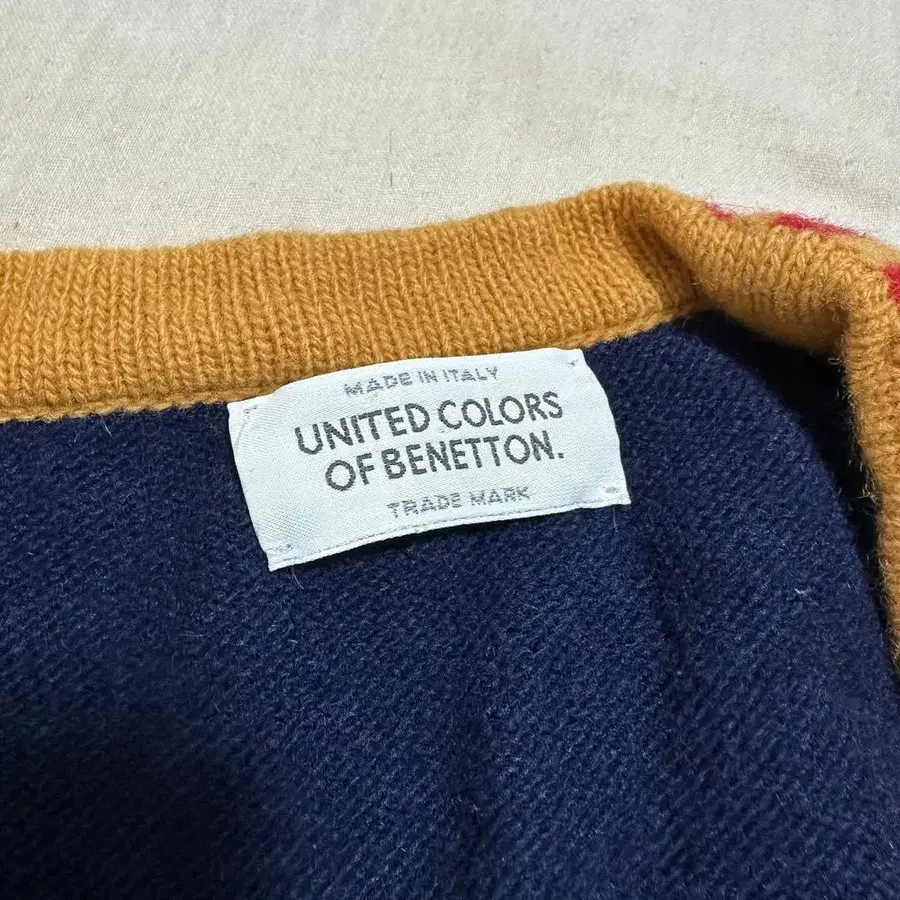 MADE IN ITALY
UNITED COLORS
OF BENETTON.
TRADE MARK